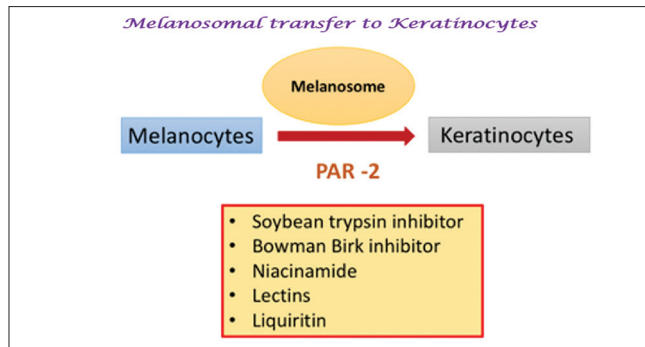 Melanosomal transfer to Keratinocytes
Melanosome
Melanocytes
Keratinocytes
PAR -2
• Soybean trypsin inhibitor
• Bowman Birk inhibitor
• Niacinamide
• Lectins
• Liquiritin